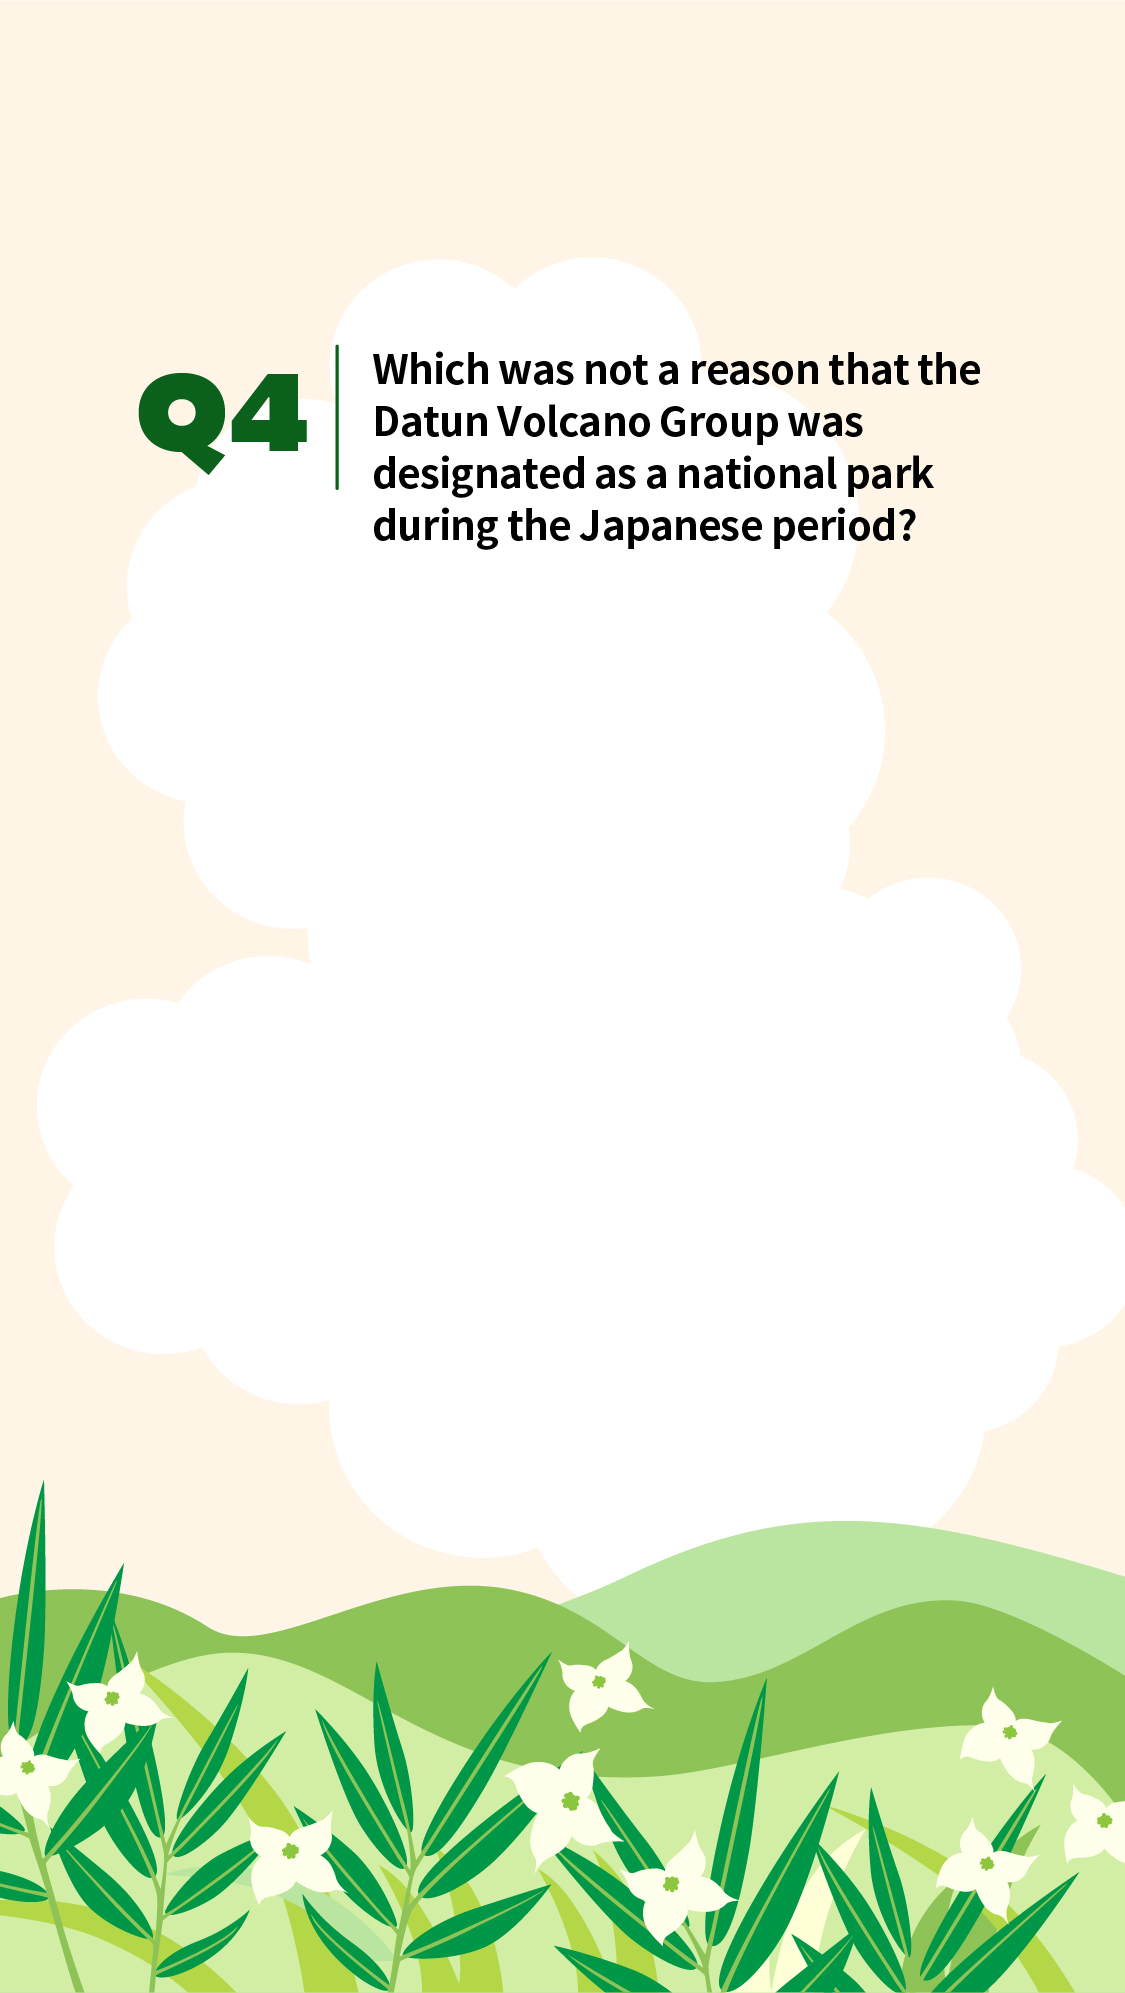 Q4
Which was not a reason that the
Datun Volcano Group was
designated as a national park
during the Japanese period?